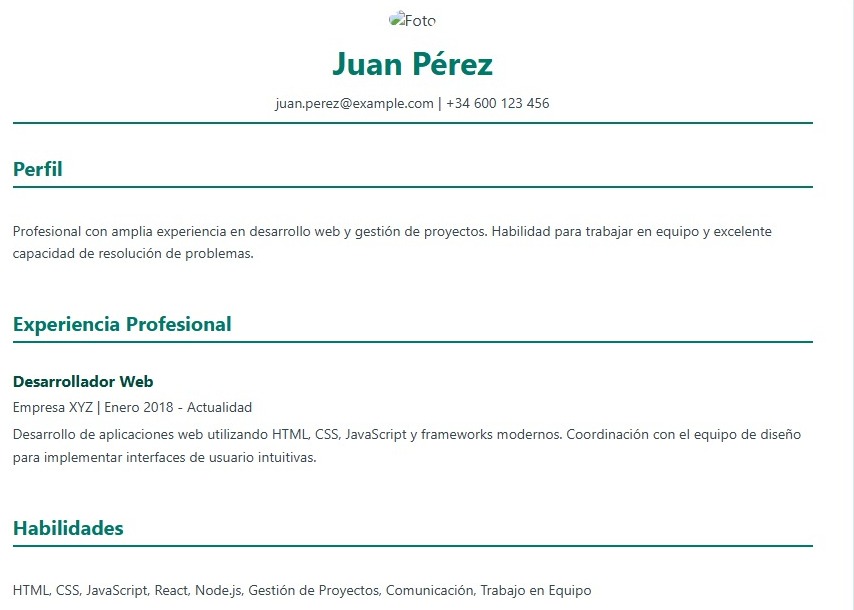 Foto
Juan Pérez
juan.perez@example.com | +34 600 123 456
Perfil
Profesional con amplia experiencia en desarrollo web y gestión de proyectos. Habilidad para trabajar en equipo y excelente
capacidad de resolución de problemas.
Experiencia Profesional
Desarrollador Web
Empresa XYZ | Enero 2018 - Actualidad
Desarrollo de aplicaciones web utilizando HTML, CSS, JavaScript y frameworks modernos. Coordinación con el equipo de diseño
para implementar interfaces de usuario intuitivas.
Habilidades
HTML, CSS, JavaScript, React, Node.js, Gestión de Proyectos, Comunicación, Trabajo en Equipo